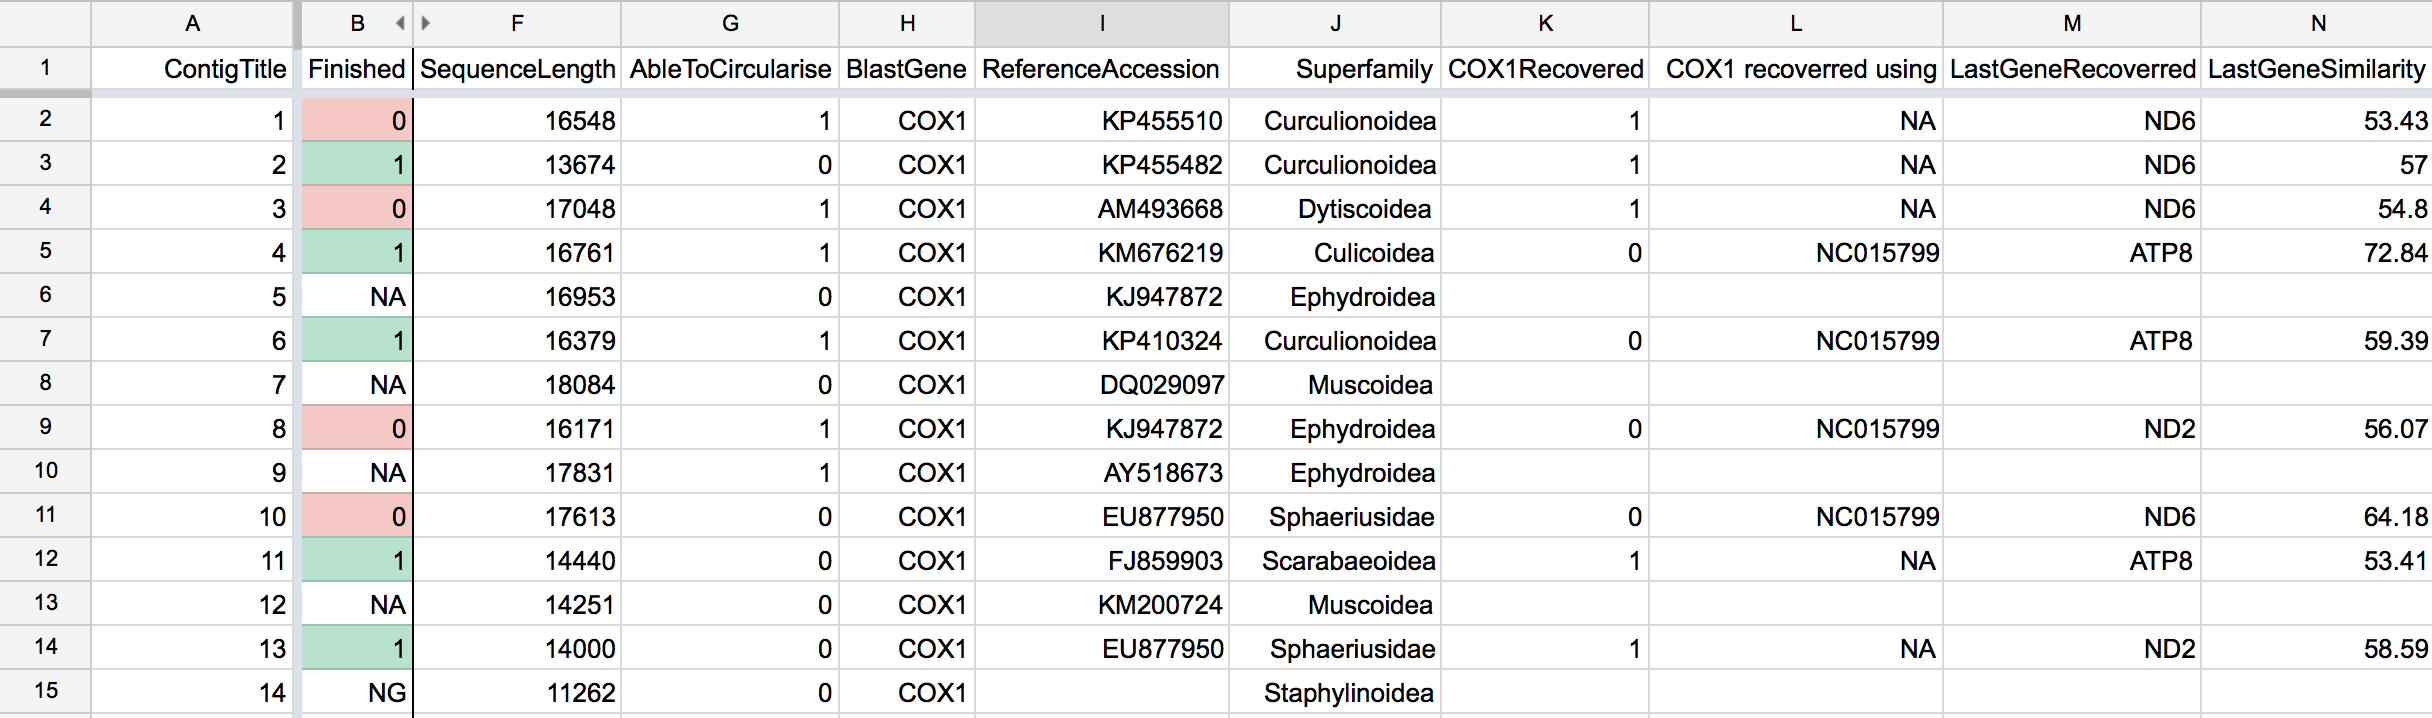 A B F G H I J K L M N
1 ContigTitle Finished SequenceLength AbleToCircularise BlastGene ReferenceAccession Superfamily COX1Recovered COX1 recoverred using LastGeneRecoverred LastGeneSimilarity
2 1 0 16548 1 COX1 KP455510 Curculionoidea 1 NA ND6 53.43
3 2 1 13674 0 COX1 KP455482 Curculionoidea 1 NA ND6 57
4 3 0 17048 1 COX1 AM493668 Dytiscoidea 1 NA ND6 54.8
5 4 1 16761 1 COX1 KM676219 Culicoidea 0 NC015799 ATP8 72.84
6 5 NA 16953 0 COX1 KJ947872 Ephydroidea
7 6 1 16379 1 COX1 KP410324 Curculionoidea 0 NC015799 ATP8 59.39
8 7 NA 18084 0 COX1 DQ029097 Muscoidea
9 8 0 16171 1 COX1 KJ947872 Ephydroidea 0 NC015799 ND2 56.07
10 9 NA 17831 1 COX1 AY518673 Ephydroidea
11 10 0 17613 0 COX1 EU877950 Sphaeriusidae 0 NC015799 ND6 64.18
12 11 1 14440 0 COX1 FJ859903 Scarabaeoidea 1 NA ATP8 53.41
13 12 NA 14251 0 COX1 KM200724 Muscoidea
14 13 1 14000 0 COX1 EU877950 Sphaeriusidae 1 NA ND2 58.59
15 14 NG 11262 0 COX1 Staphylinoidea